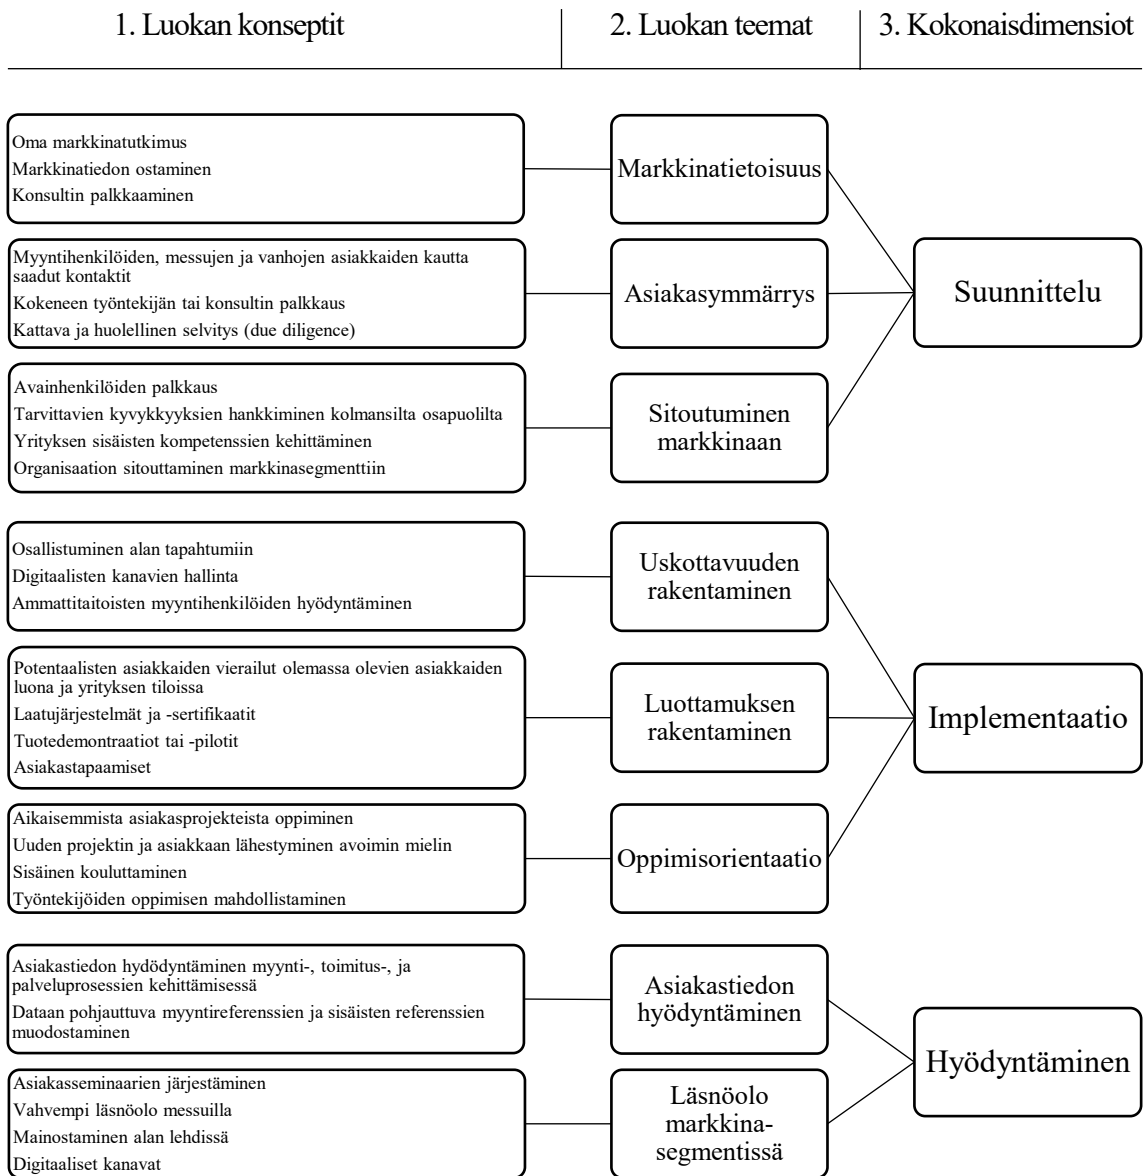 1. Luokan konseptit
2. Luokan teemat
3. Kokonaisdimensiot
Oma markkinatutkimus
Markkinatiedon ostaminen
Konsultin palkkaaminen
Markkinatietoisuus
Myyntihenkilöiden, messujen ja vanhojen asiakkaiden kautta
saadut kontaktit
Kokeneen työntekijän tai konsultin palkkaus
Kattava ja huolellinen selvitys (due diligence)
Asiakasymmärrys
Suunnittelu
Avainhenkilöiden palkkaus
Tarvittavien kyvykkyyksien hankkiminen kolmansilta osapuolilta
Yrityksen sisäisten kompetenssien kehittäminen
Organisaation sitouttaminen markkinasegmenttiin
Sitoutuminen
markkinaan
Osallistuminen alan tapahtumiin
Digitaalisten kanavien hallinta
Ammattitaitoisten myyntihenkilöiden hyödyntäminen
Uskottavuuden
rakentaminen
Potentaalisten asiakkaiden vierailut olemassa olevien asiakkaiden
luona ja yrityksen tiloissa
Laatujärjestelmät ja -sertifikaatit
Tuotedemontraatiot tai -pilotit
Asiakastapaamiset
Luottamuksen
rakentaminen
Implementaatio
Aikaisemmista asiakasprojekteista oppiminen
Uuden projektin ja asiakkaan lähestyminen avoimin mielin
Sisäinen kouluttaminen
Työntekijöiden oppimisen mahdollistaminen
Oppimisorientaatio
Asiakastiedon hydödyntäminen myynti-, toimitus-, ja
palveluprosessien kehittämisessä
Dataan pohjauttuva myyntireferenssien ja sisäisten referenssien
muodostaminen
Asiakastiedon
hyödyntäminen
Hyödyntäminen
Asiakasseminaarien järjestäminen
Vahvempi läsnöolo messuilla
Mainostaminen alan lehdissä
Digitaaliset kanavat
Läsnöolo
markkina-
segmentissä